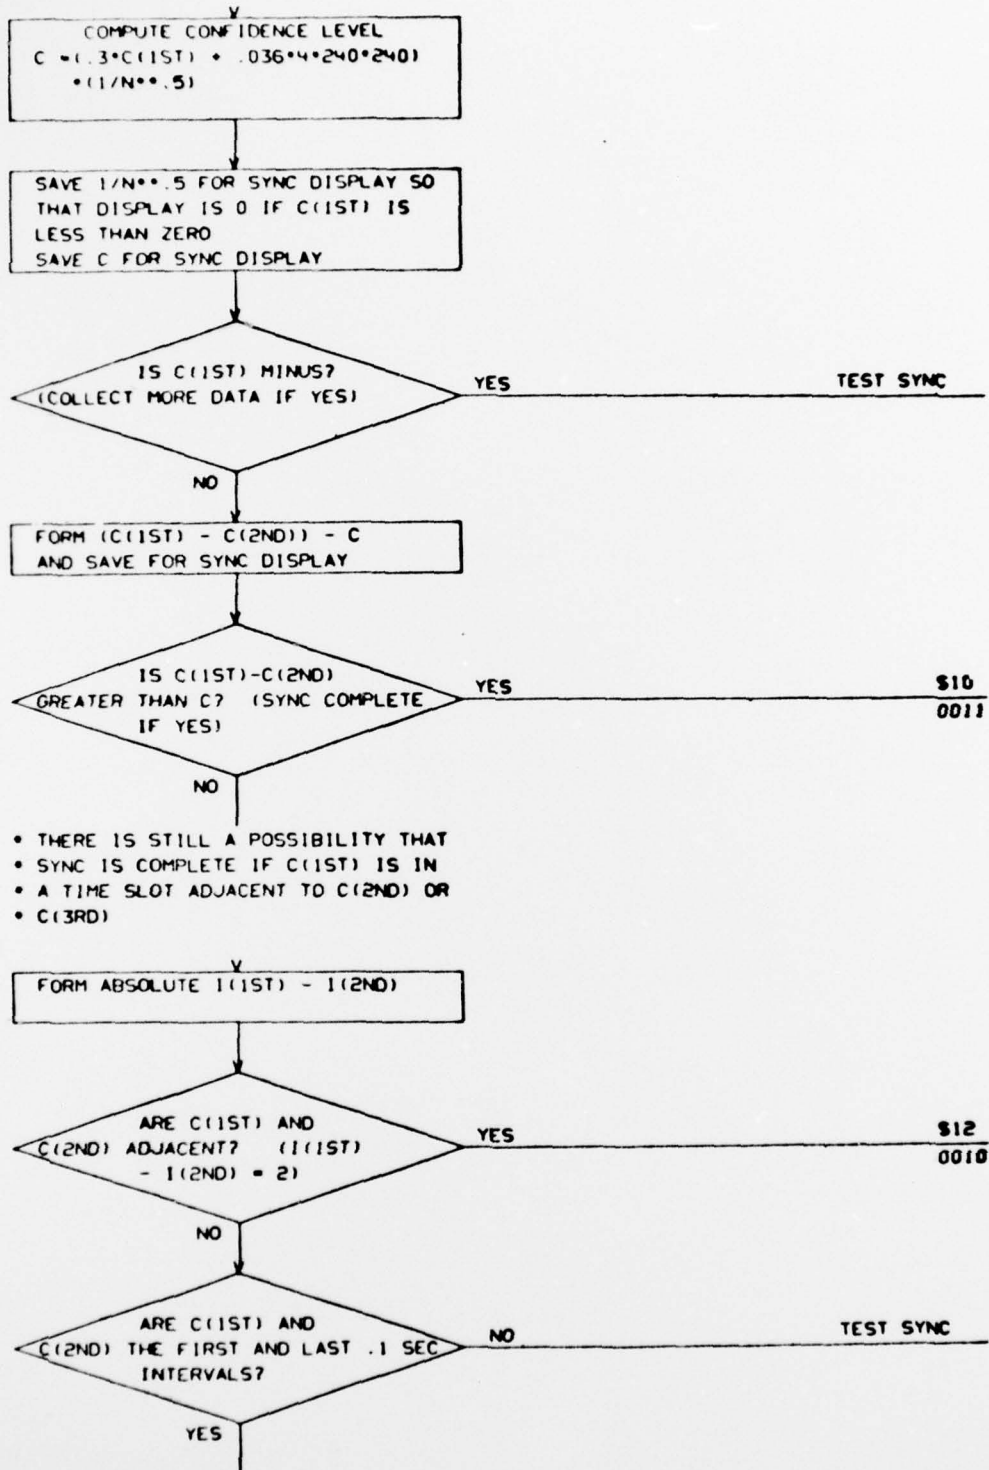 COMPUTE CONFIDENCE LEVEL
C =(.3*C(1ST) + .036*4*240*240)
*(1/N**.5)
SAVE 1/N**.5 FOR SYNC DISPLAY SO
THAT DISPLAY IS 0 IF C(1ST) IS
LESS THAN ZERO
SAVE C FOR SYNC DISPLAY
IS C(1ST) MINUS?
(COLLECT MORE DATA IF YES)
YES
TEST SYNC
NO
FORM (C(1ST) - C(2ND)) - C
AND SAVE FOR SYNC DISPLAY
IS C(1ST)-C(2ND)
GREATER THAN C? (SYNC COMPLETE
IF YES)
YES
$10
0011
NO
* THERE IS STILL A POSSIBILITY THAT
* SYNC IS COMPLETE IF C(1ST) IS IN
* A TIME SLOT ADJACENT TO C(2ND) OR
* C(3RD)
FORM ABSOLUTE I(1ST) - I(2ND)
ARE C(1ST) AND
C(2ND) ADJACENT? (I(1ST)
- I(2ND) = 2)
YES
$12
0010
NO
ARE C(1ST) AND
C(2ND) THE FIRST AND LAST .1 SEC
INTERVALS?
NO
TEST SYNC
YES